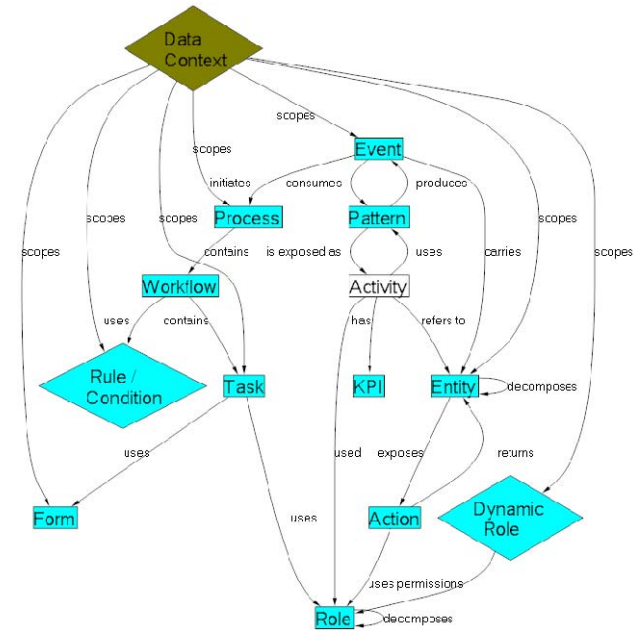 Data
Context
scopes
Event
scopes
initiates
consumes
produces
Process
Pattern
scopes
scopes
scopes
scopes
scopes
contains
is exposed as
uses
carries
Workflow
Activity
uses
contains
has
refers to
Rule /
Condition
Task
KPI
Entity
decomposes
uses
used
exposes
returns
Form
uses
Action
Dynamic
Role
uses permissions
Role
decomposes